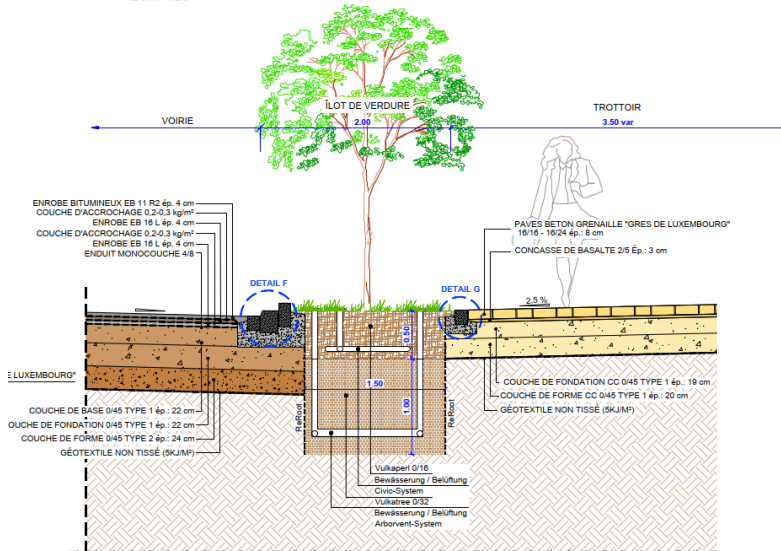 ÎLOT DE VERDURE
VOIRIE
TROTTOIR
2.00
3.50 var
ENROBE BITUMINEUX EB 11 R2 ép. 4 cm
COUCHE D'ACCROCHAGE 0,2-0,3 kg/m²
ENROBE EB 16 L ép. 4 cm
COUCHE D'ACCROCHAGE 0,2-0,3 kg/m²
ENROBE EB 16 L ép. 4 cm
ENDUIT MONOCOUCHE 4/8
PAVES BETON GRENAILLE "GRES DE LUXEMBOURG"
16/16 - 16/24 ép.: 8 cm
CONCASSE DE BASALTE 2/5 Ép.: 3 cm
DETAIL F
DETAIL G
2,5 %
0.50
E LUXEMBOURG"
1.50
1.00
COUCHE DE FONDATION CC 0/45 TYPE 1 ép.: 19 cm
COUCHE DE FORME CC 0/45 TYPE 1 ép.: 20 cm
GÉOTEXTILE NON TISSÉ (5KJ/M²)
COUCHE DE BASE 0/45 TYPE 1 ép.: 22 cm
OUCHE DE FONDATION 0/45 TYPE 1 ép.: 22 cm
COUCHE DE FORME 0/45 TYPE 2 ép.: 24 cm
GÉOTEXTILE NON TISSÉ (5KJ/M²)
ReRoot
ReRoot
Vulkaperl 0/16
Bewässerung / Belüftung
Civic-System
Vulkatree 0/32
Bewässerung / Belüftung
Arborvent-System